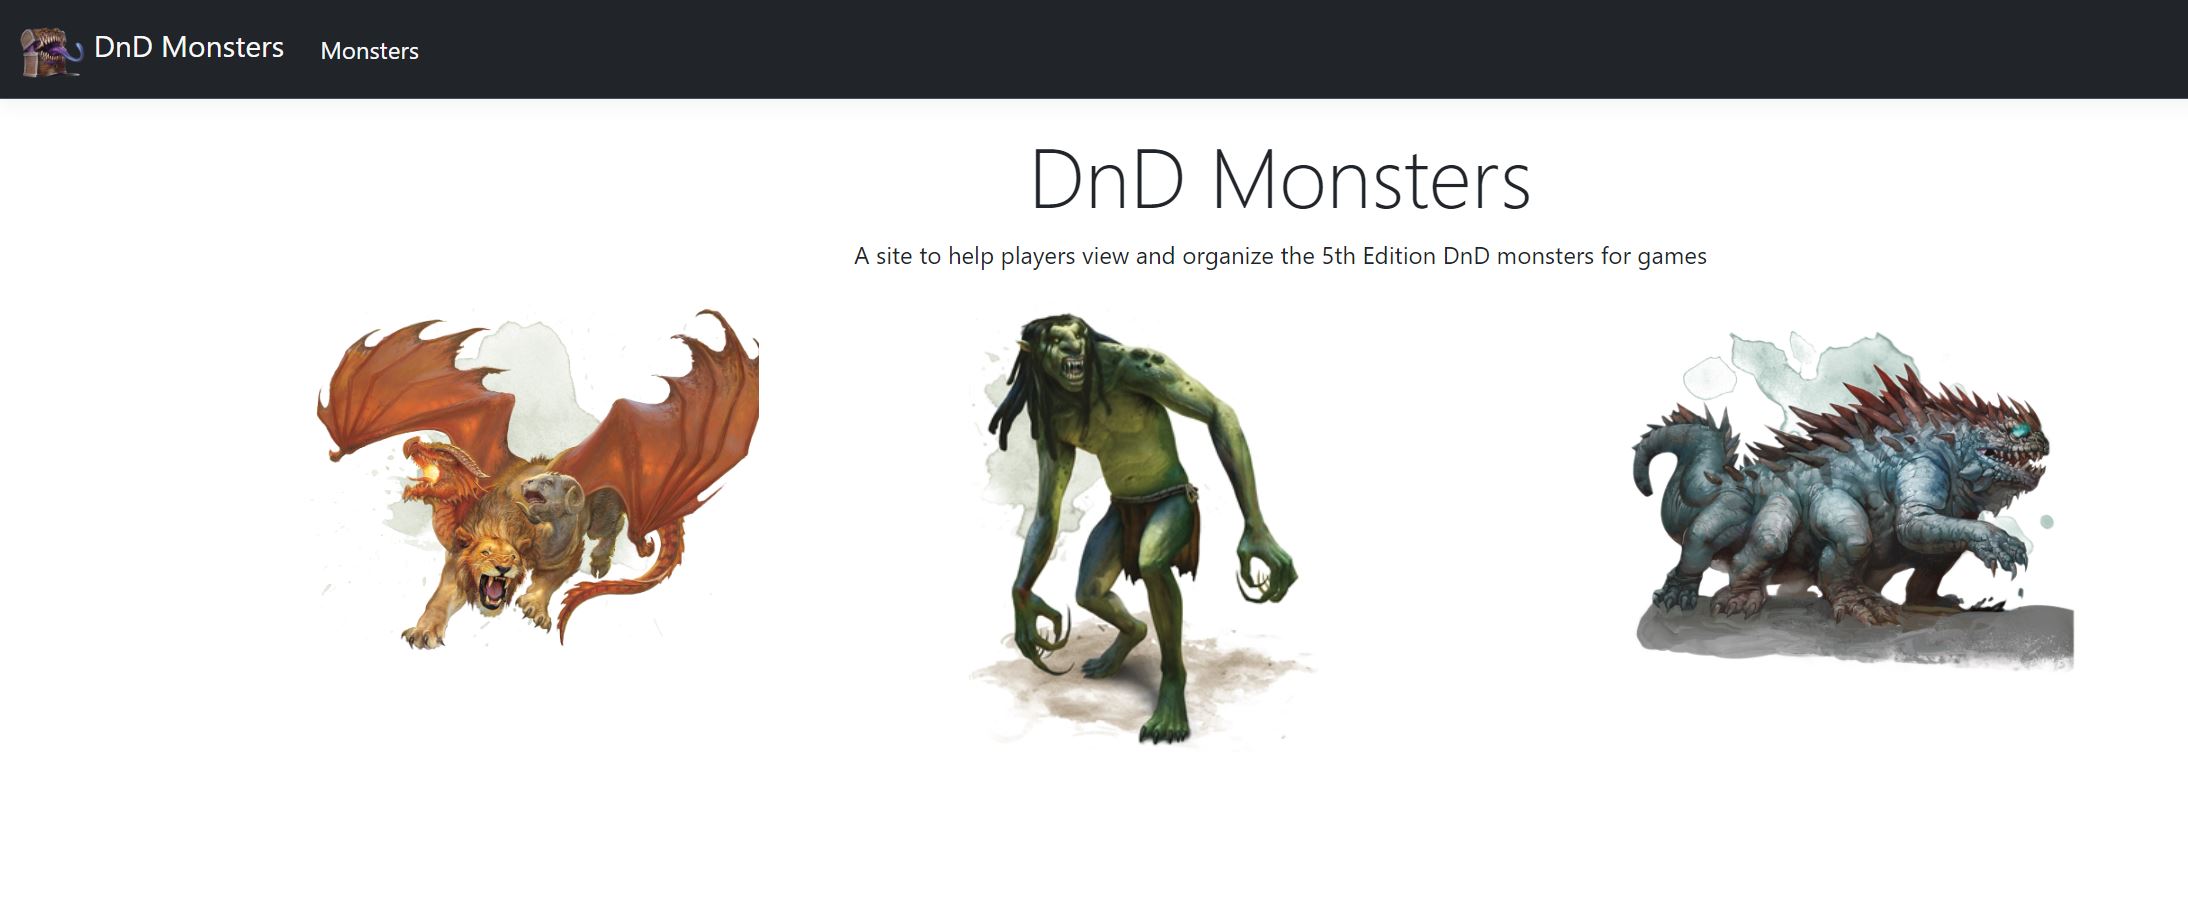 DnD Monsters
Monsters
DnD Monsters
A site to help players view and organize the 5th Edition DnD monsters for games